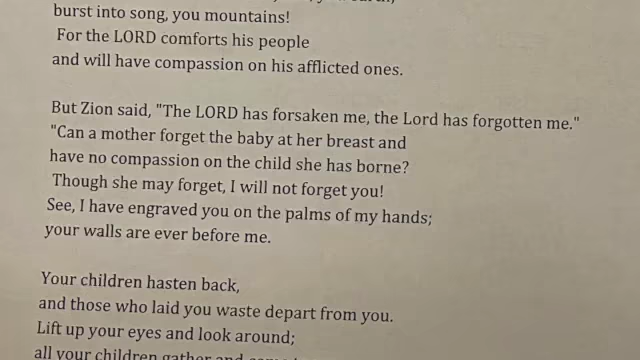 burst into song, you mountains!
For the LORD comforts his people
and will have compassion on his afflicted ones.
But Zion said, "The LORD has forsaken me, the Lord has forgotten me."
"Can a mother forget the baby at her breast and
have no compassion on the child she has borne?
Though she may forget, I will not forget you!
See, I have engraved you on the palms of my hands;
your walls are ever before me.
Your children hasten back,
and those who laid you waste depart from you.
Lift up your eyes and look around;
all your children gather and